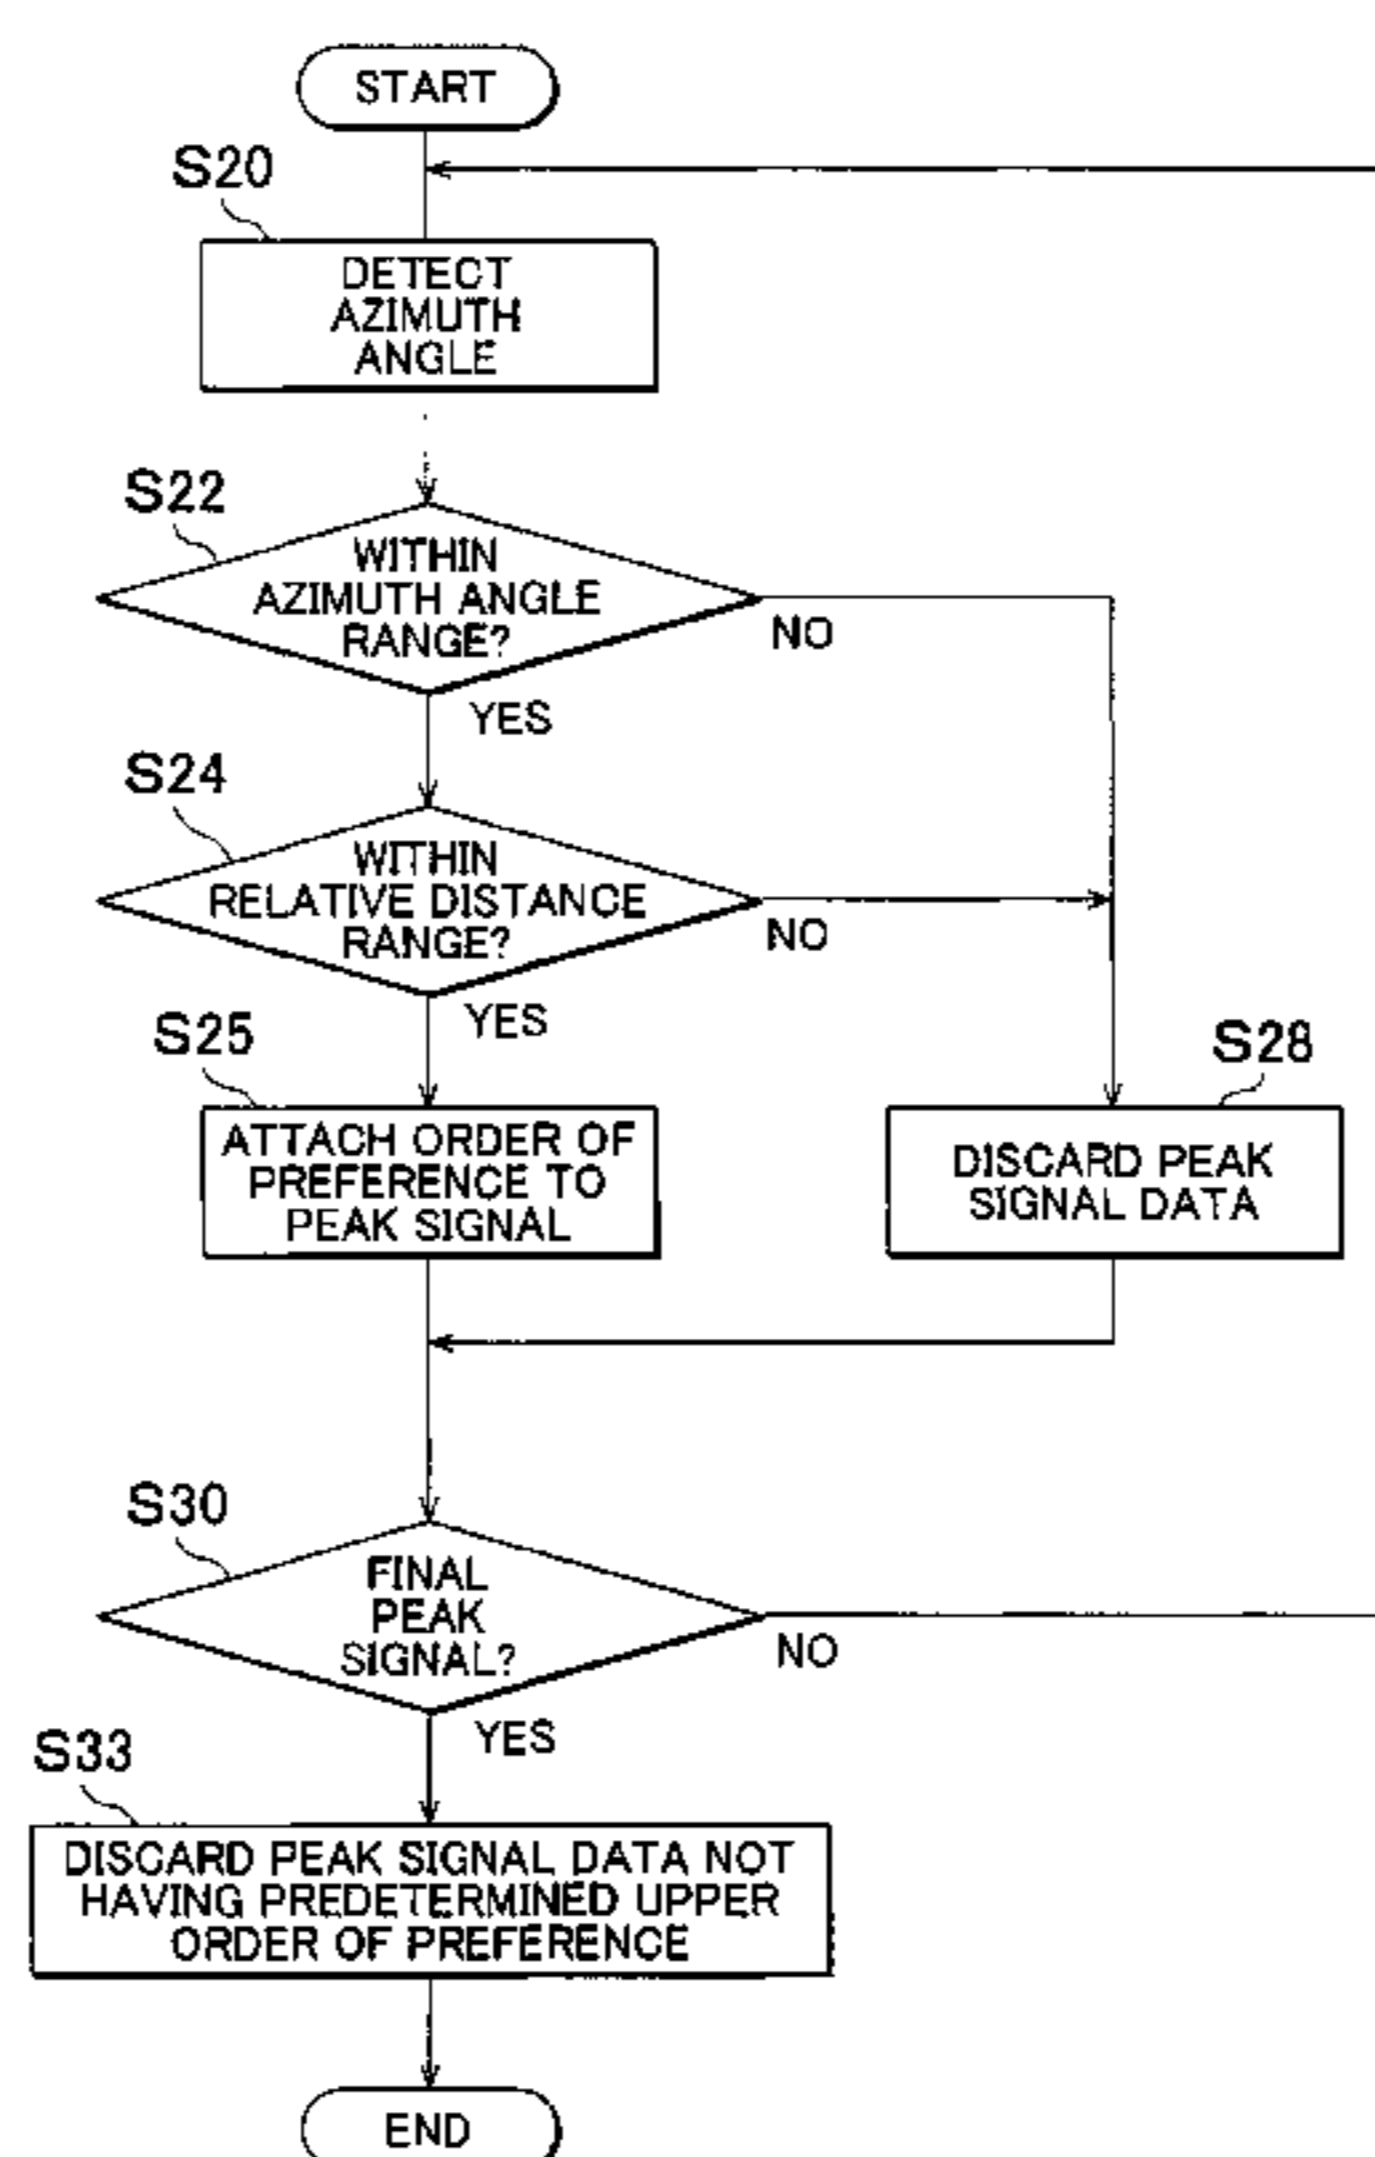 START
S20
DETECT
AZIMUTH
ANGLE
S22
WITHIN
AZIMUTH ANGLE
RANGE?
NO
YES
S24
WITHIN
RELATIVE DISTANCE
RANGE?
NO
YES
S25
ATTACH ORDER OF
PREFERENCE TO
PEAK SIGNAL
S28
DISCARD PEAK
SIGNAL DATA
S30
FINAL
PEAK
SIGNAL?
NO
YES
S33
DISCARD PEAK SIGNAL DATA NOT
HAVING PREDETERMINED UPPER
ORDER OF PREFERENCE
END